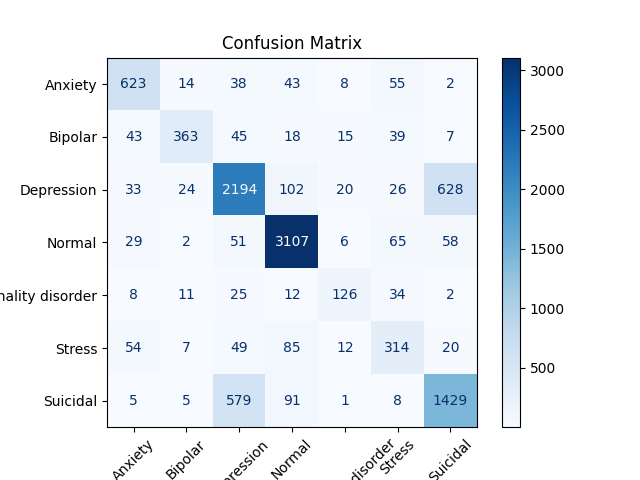 Confusion Matrix
Anxiety 623 14 38 43 8 55 2
Bipolar 43 363 45 18 15 39 7
Depression 33 24 2194 102 20 26 628
Normal 29 2 51 3107 6 65 58
nality disorder 8 11 25 12 126 34 2
Stress 54 7 49 85 12 314 20
Suicidal 5 5 579 91 1 8 1429
Anxiety Bipolar ression Normal disorder Stress Suicidal
3000
2500
2000
1500
1000
500